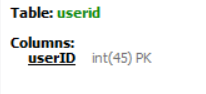 Table: userid
Columns:
userID int(45) PK